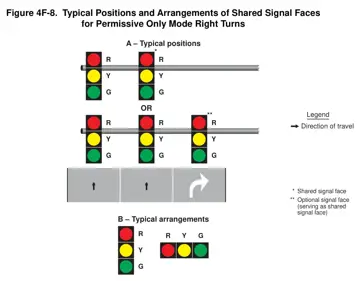 Figure 4F-8. Typical Positions and Arrangements of Shared Signal Faces
for Permissive Only Mode Right Turns
A – Typical positions
*
R R
Y Y
G G
OR
**
R R R
Y Y Y
G G G
Legend
Direction of travel
* Shared signal face
** Optional signal face
(serving as shared
signal face)
B – Typical arrangements
R
Y
G
R Y G